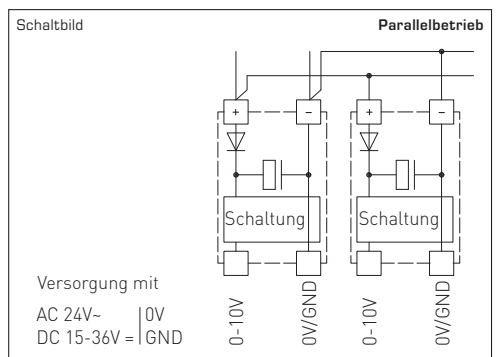 Schaltbild
Parallelbetrieb
+
–
+
–
Schaltung
Schaltung
Versorgung mit
AC 24V~ | 0V
DC 15-36V = | GND
0-10V
0V/GND
0-10V
0V/GND